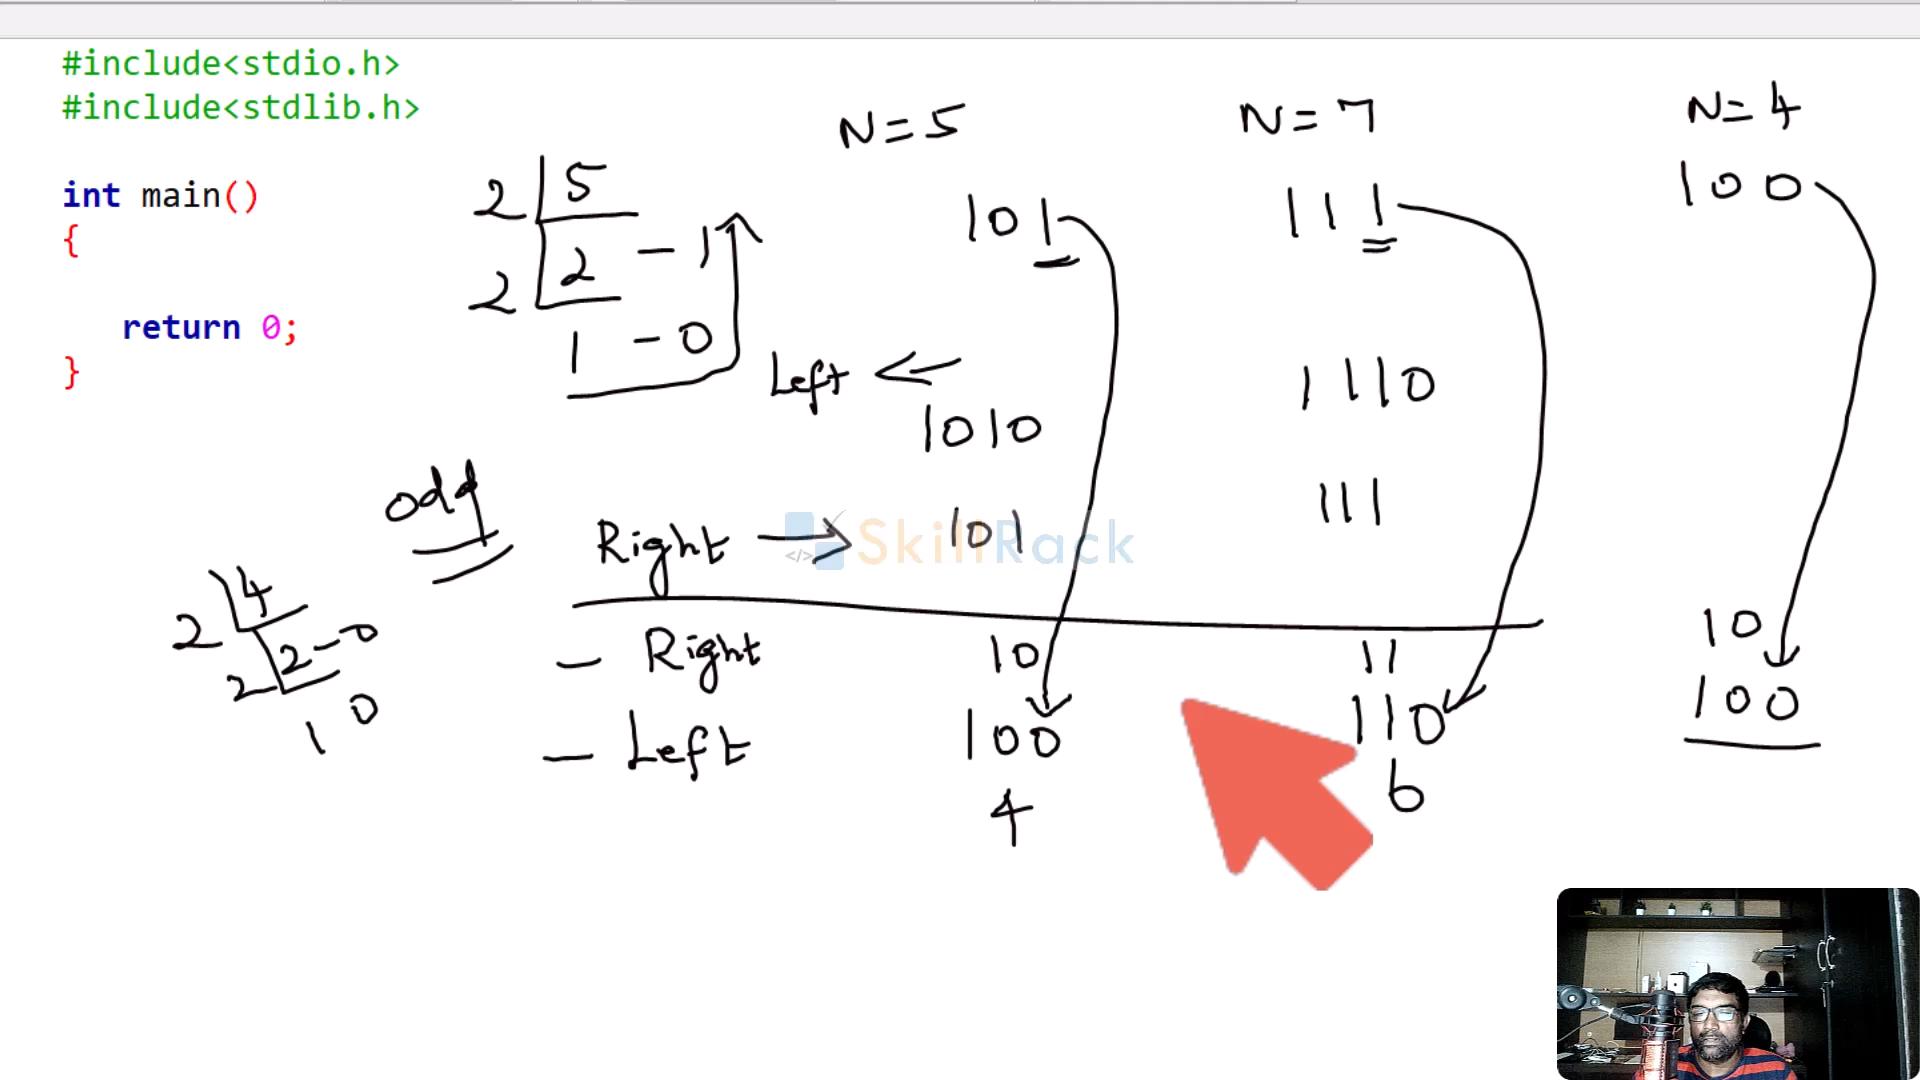 #include<stdio.h>
#include<stdlib.h>
int main()
{
return 0;
}
2 5
2 2 - 1
1 - 0
odd
2 4
2 2 - 0
1 0
N = 5
101
Left ←
1010
Right → 101
- Right 10
- Left 100
4
N = 7
111
1110
111
11
110
6
N = 4
100
10
100
</> SkillRack